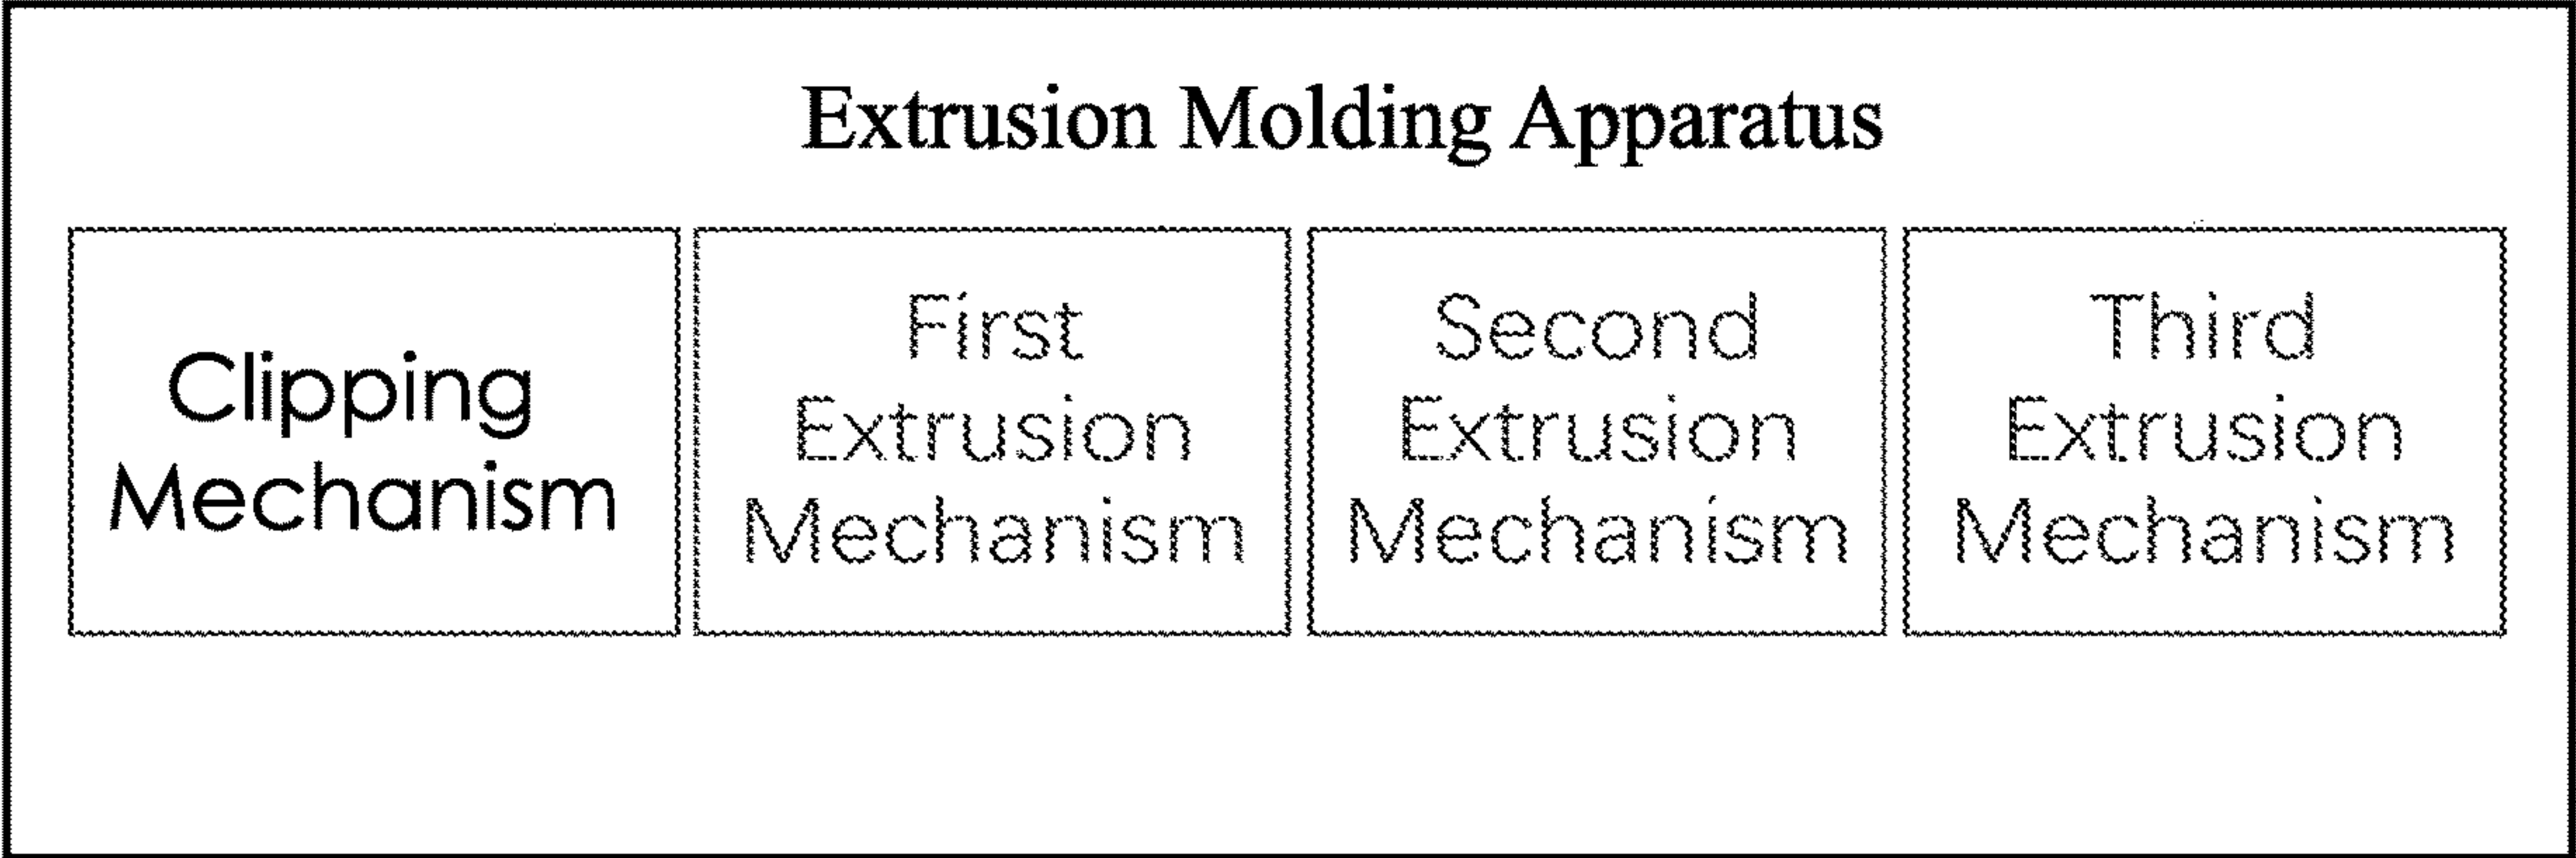 Extrusion Molding Apparatus
Clipping
Mechanism
First
Extrusion
Mechanism
Second
Extrusion
Mechanism
Third
Extrusion
Mechanism